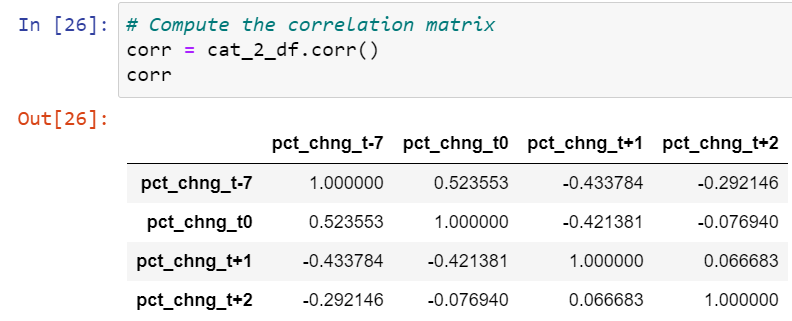 In [26]: # Compute the correlation matrix
corr = cat_2_df.corr()
corr
Out[26]:
pct_chng_t-7 pct_chng_t0 pct_chng_t+1 pct_chng_t+2
pct_chng_t-7 1.000000 0.523553 -0.433784 -0.292146
pct_chng_t0 0.523553 1.000000 -0.421381 -0.076940
pct_chng_t+1 -0.433784 -0.421381 1.000000 0.066683
pct_chng_t+2 -0.292146 -0.076940 0.066683 1.000000